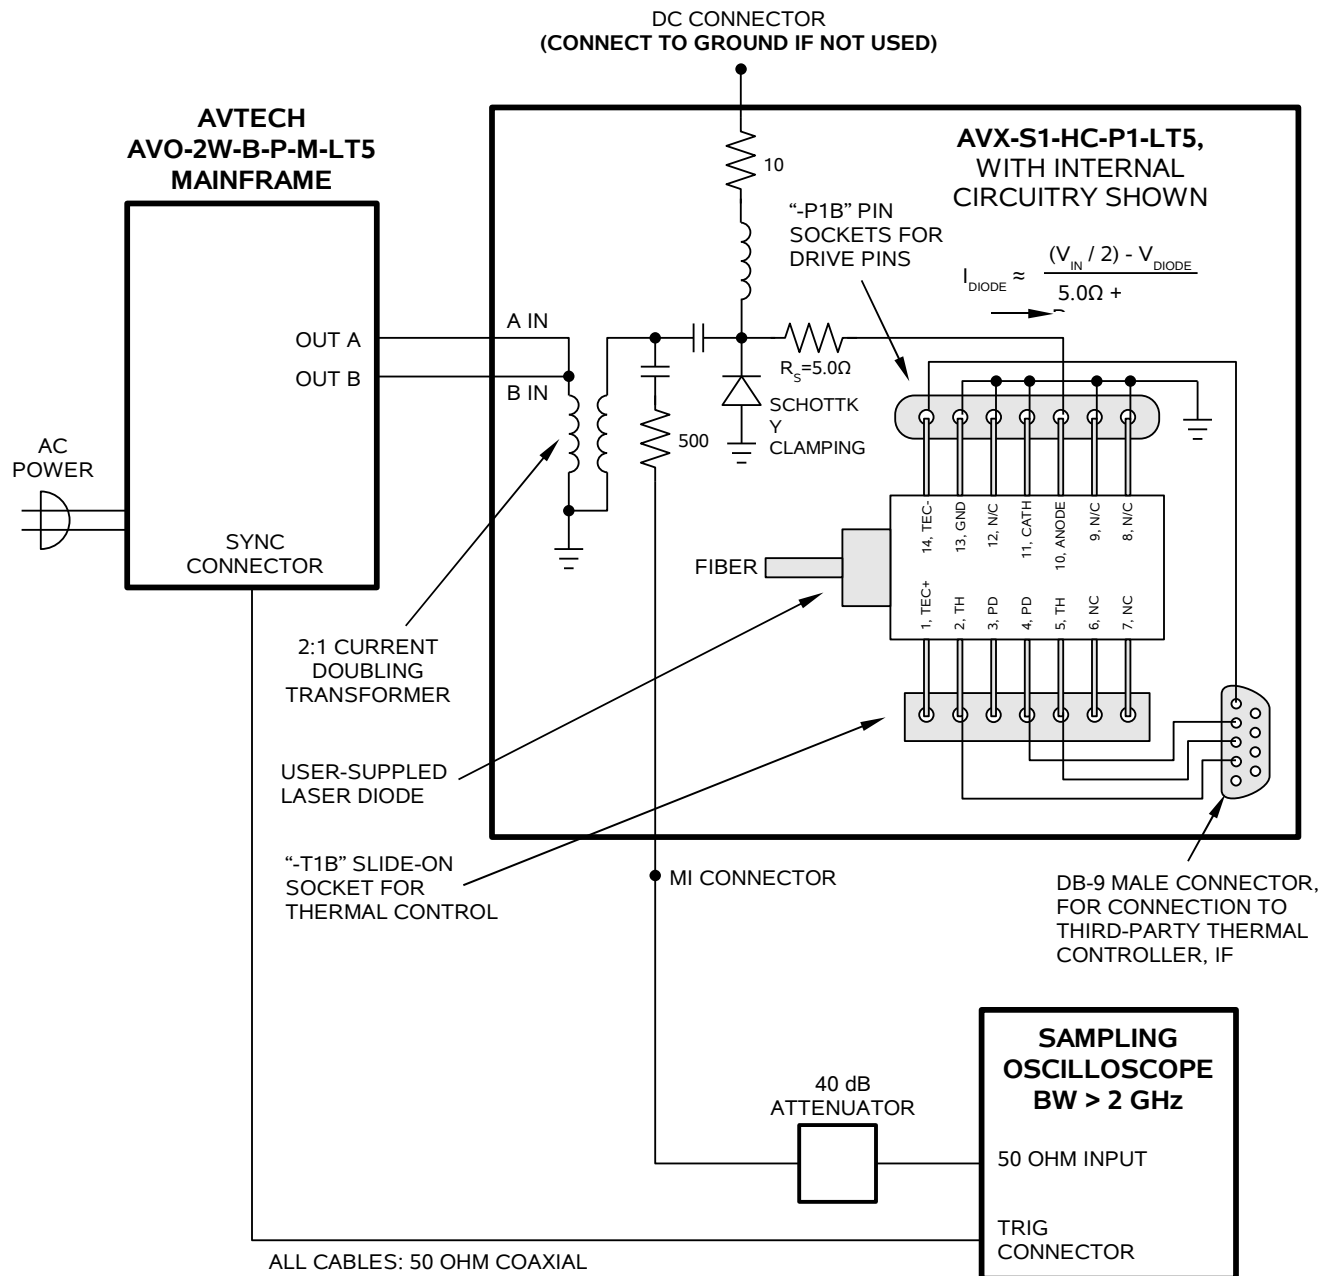 DC CONNECTOR
(CONNECT TO GROUND IF NOT USED)
AVTECH
AVO-2W-B-P-M-LT5
MAINFRAME
AVX-S1-HC-P1-LT5,
WITH INTERNAL
CIRCUITRY SHOWN
10
“-P1B” PIN
SOCKETS FOR
DRIVE PINS
(VIN / 2) - VDIODE
IDIODE ≈
5.0Ω +
A IN
OUT A
OUT B
B IN
RS=5.0Ω
SCHOTTK
Y
CLAMPING
500
AC
POWER
SYNC
CONNECTOR
14, TEC-
13, GND
12, N/C
11, CATH
10, ANODE
9, N/C
8, N/C
FIBER
1, TEC+
2, TH
3, PD
4, PD
5, TH
6, NC
7, NC
2:1 CURRENT
DOUBLING
TRANSFORMER
USER-SUPPLED
LASER DIODE
“-T1B” SLIDE-ON
SOCKET FOR
THERMAL CONTROL
MI CONNECTOR
DB-9 MALE CONNECTOR,
FOR CONNECTION TO
THIRD-PARTY THERMAL
CONTROLLER, IF
SAMPLING
OSCILLOSCOPE
BW > 2 GHz
40 dB
ATTENUATOR
50 OHM INPUT
TRIG
CONNECTOR
ALL CABLES: 50 OHM COAXIAL